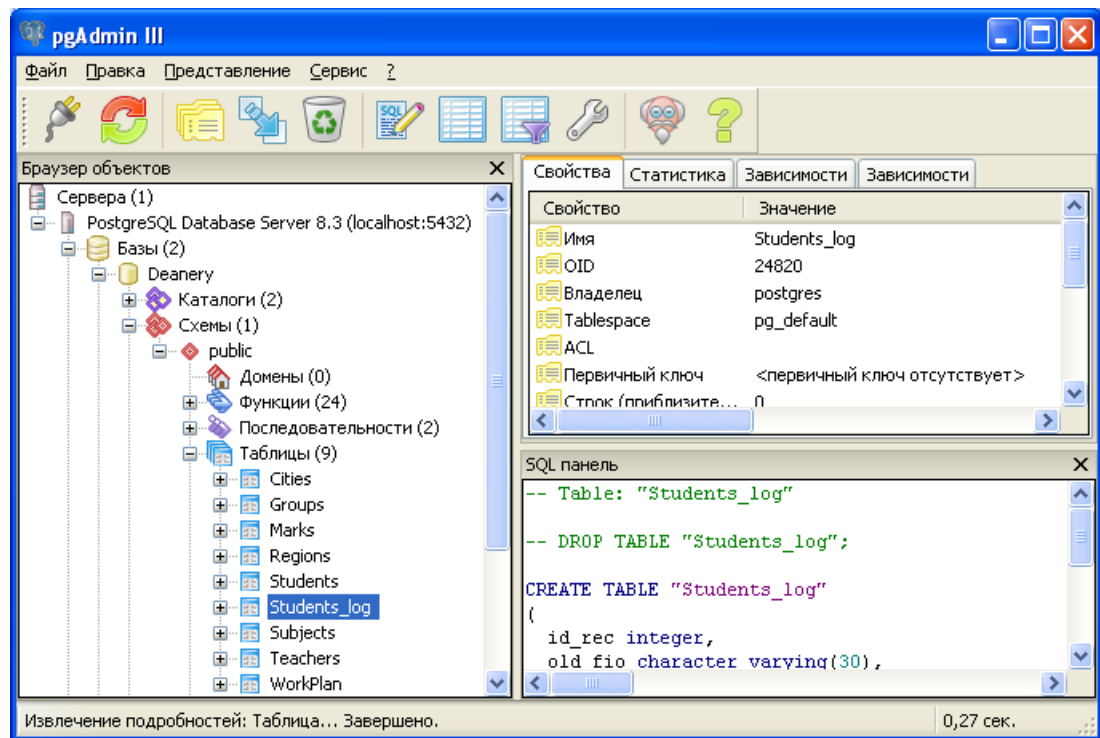 pgAdmin III
Файл Правка Представление Сервис ?
SQL
Браузер объектов
Сервера (1)
PostgreSQL Database Server 8.3 (localhost:5432)
Базы (2)
Deanery
Каталоги (2)
Схемы (1)
public
Домены (0)
Функции (24)
Последовательности (2)
Таблицы (9)
Cities
Groups
Marks
Regions
Students
Students_log
Subjects
Teachers
WorkPlan
Свойства Статистика Зависимости Зависимости
Свойство Значение
Имя Students_log
OID 24820
Владелец postgres
Tablespace pg_default
ACL
Первичный ключ <первичный ключ отсутствует>
Строк (приблизите... 0
SQL панель
-- Table: "Students_log"
-- DROP TABLE "Students_log";
CREATE TABLE "Students_log"
(
id_rec integer,
old_fio character varying(30),
Извлечение подробностей: Таблица... Завершено.
0,27 сек.